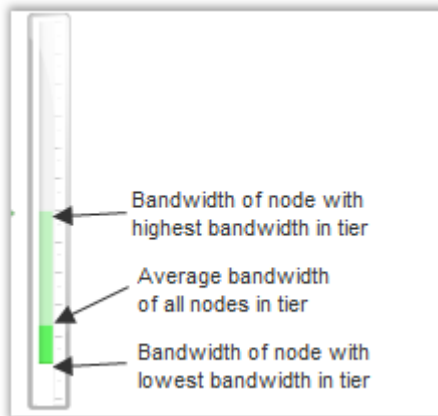 Bandwidth of node with
highest bandwidth in tier
Average bandwidth
of all nodes in tier
Bandwidth of node with
lowest bandwidth in tier